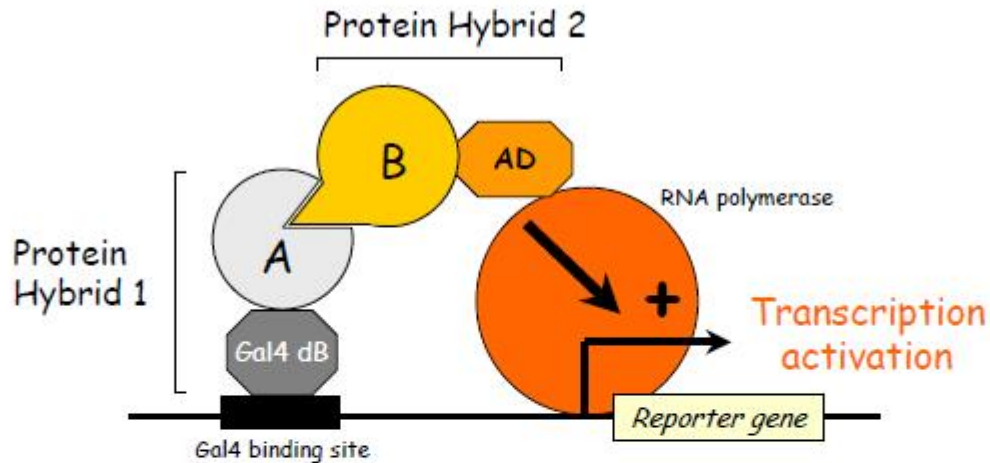 Protein Hybrid 2
B
AD
RNA polymerase
A
Protein
Hybrid 1
+
Transcription
activation
Gal4 dB
Reporter gene
Gal4 binding site